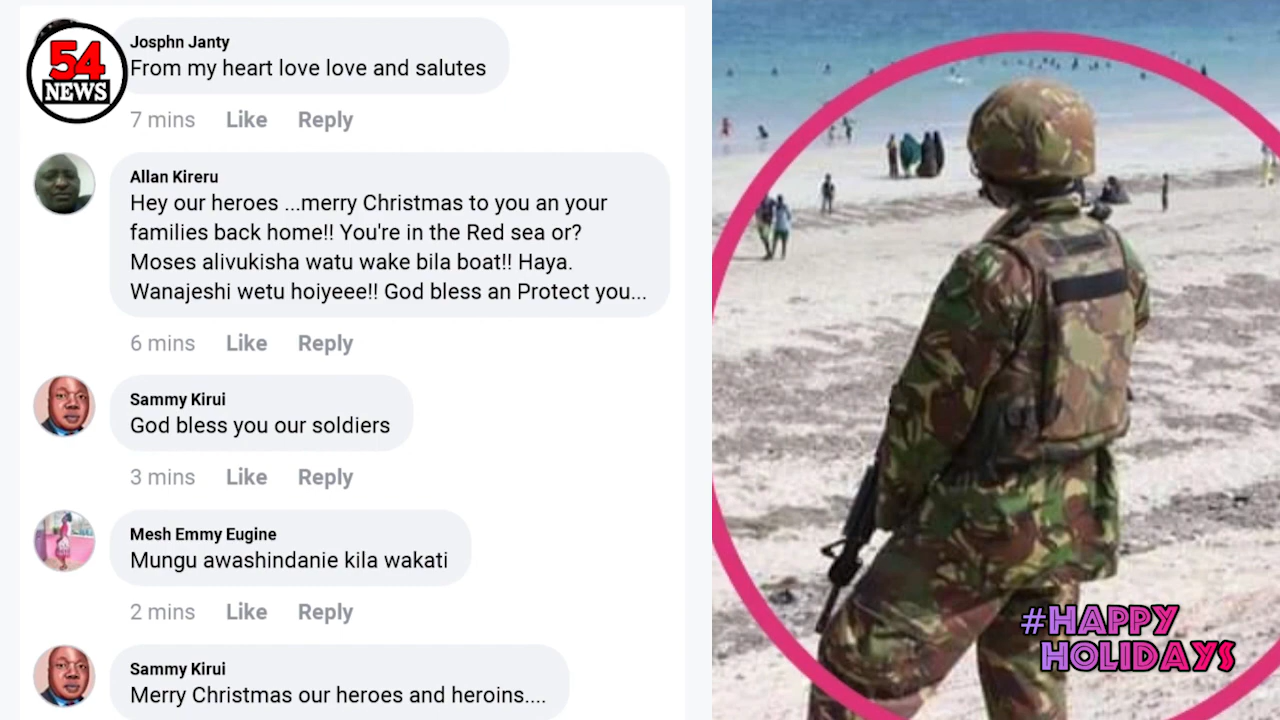 54
NEWS
Josphn Janty
From my heart love love and salutes
7 mins Like Reply
Allan Kireru
Hey our heroes ...merry Christmas to you an your
families back home!! You're in the Red sea or?
Moses alivukisha watu wake bila boat!! Haya.
Wanajeshi wetu hoiyeee!! God bless an Protect you...
6 mins Like Reply
Sammy Kirui
God bless you our soldiers
3 mins Like Reply
Mesh Emmy Eugine
Mungu awashindanie kila wakati
2 mins Like Reply
Sammy Kirui
Merry Christmas our heroes and heroins....
#HAPPY
HOLIDAYS